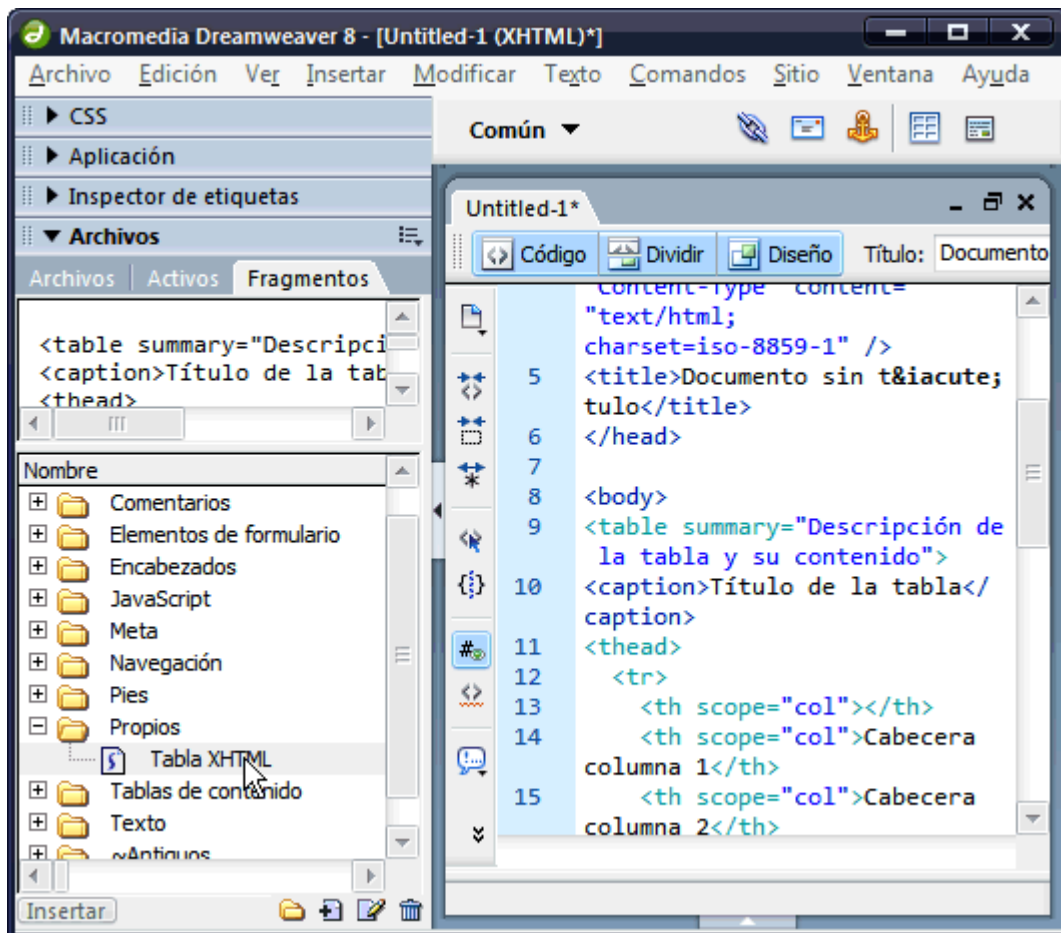 Macromedia Dreamweaver 8 - [Untitled-1 (XHTML)*]
Archivo Edición Ver Insertar Modificar Texto Comandos Sitio Ventana Ayuda
CSS
Aplicación
Inspector de etiquetas
Archivos
Archivos Activos Fragmentos
<table summary="Descripci
<caption>Título de la tab
<thead>
Nombre
Comentarios
Elementos de formulario
Encabezados
JavaScript
Meta
Navegación
Pies
Propios
Tabla XHTML
Tablas de contenido
Texto
~Antiguos
Insertar
Común
Untitled-1*
Código Dividir Diseño Título: Documento
"Content-Type" content=
"text/html;
charset=iso-8859-1" />
5 <title>Documento sin t&iacute;
tulo</title>
6 </head>
7
8 <body>
9 <table summary="Descripción de
la tabla y su contenido">
10 <caption>Título de la tabla</
caption>
11 <thead>
12 <tr>
13 <th scope="col"></th>
14 <th scope="col">Cabecera
columna 1</th>
15 <th scope="col">Cabecera
columna 2</th>